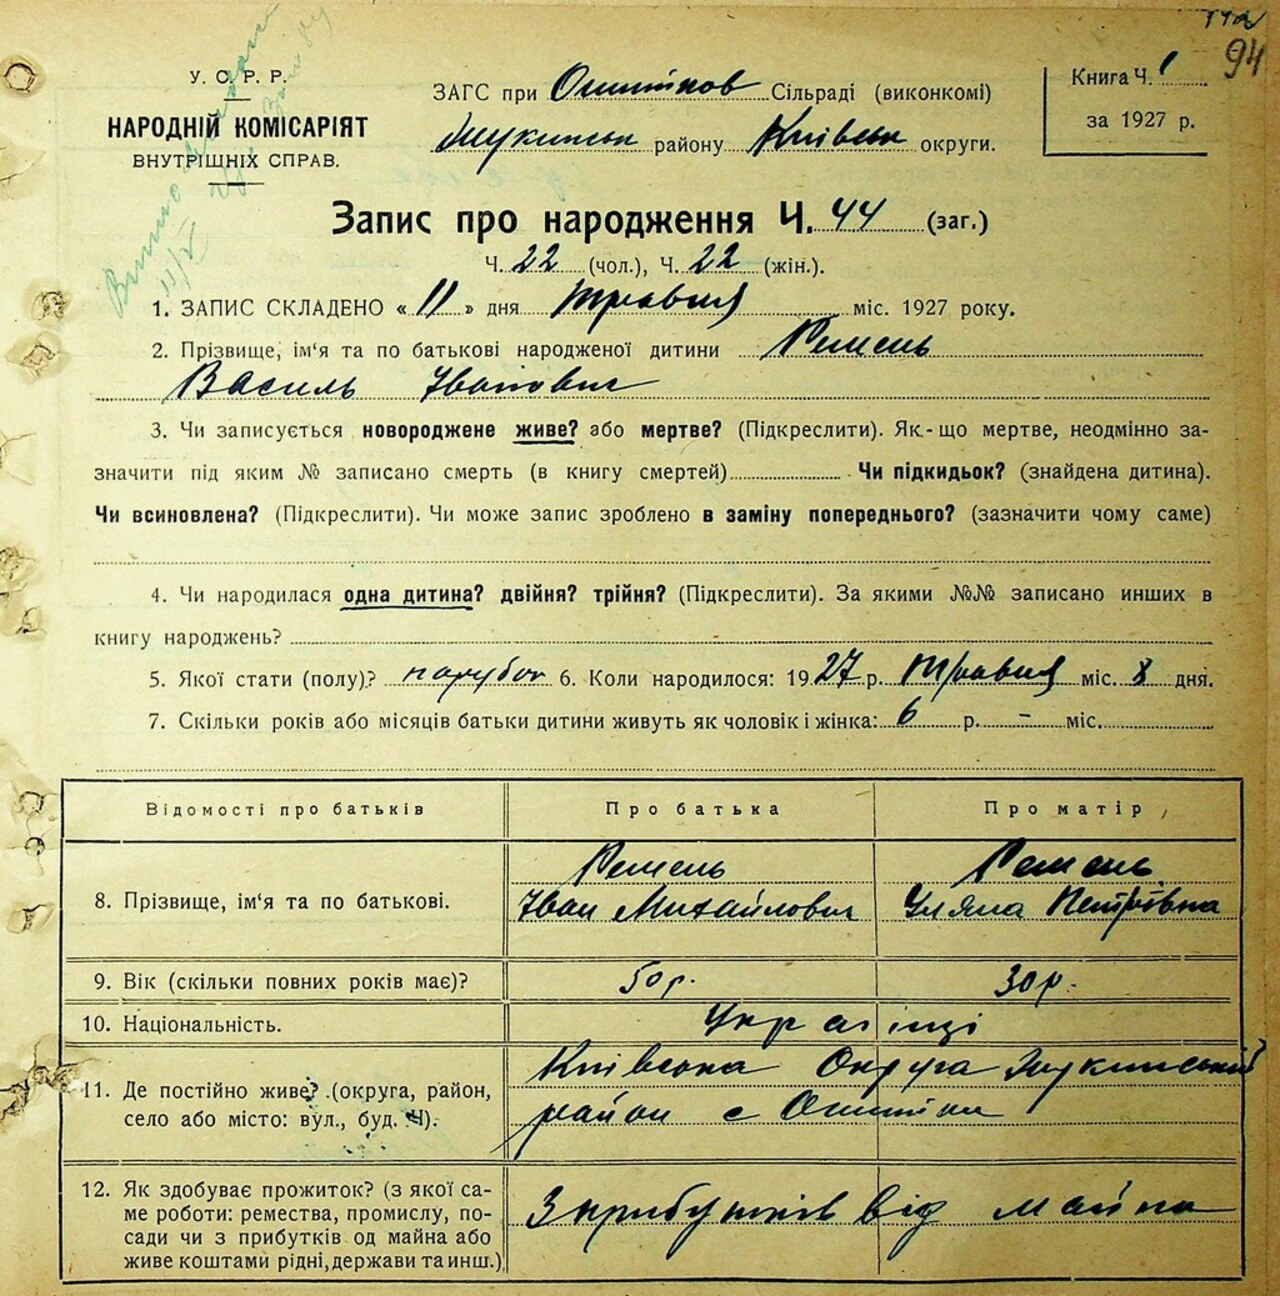 94
У. С. Р. Р.
НАРОДНІЙ КОМІСАРІЯТ
ВНУТРІШНІХ СПРАВ.
ЗАГС при Ошитков Сільраді (виконкомі)
району Київськ округи.
Книга Ч. 1
за 1927 р.
Запис про народження Ч. 44 (заг.)
Ч. 22 (чол.), Ч. 22 (жін.).
1. ЗАПИС СКЛАДЕНО « 11 » дня травня міс. 1927 року.
2. Прізвище, ім‘я та по батькові народженої дитини Ремень
Василь Іванович
3. Чи записується новороджене живе? або мертве? (Підкреслити). Як-що мертве, неодмінно за-
значити під яким № записано смерть (в книгу смертей) Чи підкидьок? (знайдена дитина).
Чи всиновлена? (Підкреслити). Чи може запис зроблено в заміну попереднього? (зазначити чому саме)
4. Чи народилася одна дитина? двійня? трійня? (Підкреслити). За якими №№ записано инших в
книгу народжень?
5. Якої стати (полу)? парубок 6. Коли народилося: 1927 р. травня міс. 8 дня.
7. Скільки років або місяців батьки дитини живуть як чоловік і жінка: 6 р. - міс.
Відомості про батьків Про батька Про матір
8. Прізвище, ім‘я та по батькові. Ремень Іван Михайлович Ремень Уляна Петрівна
9. Вік (скільки повних років має)? 50 р. 30 р.
10. Національність. Українці
11. Де постійно живе? (округа, район,
село або місто: вул., буд. Ч).
Київська Округа
район с Ошитки
12. Як здобуває прожиток? (з якої са-
ме роботи: ремества, промислу, по-
сади чи з прибутків од майна або
живе коштами рідні, держави та инш.)
З прибутків від майна